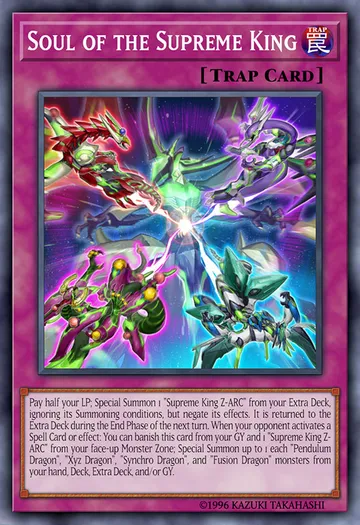 SOUL OF THE SUPREME KING
TRAP
罠
[TRAP CARD]
Pay half your LP; Special Summon 1 "Supreme King Z-ARC" from your Extra Deck,
ignoring its Summoning conditions, but negate its effects. It is returned to the
Extra Deck during the End Phase of the next turn. When your opponent activates a
Spell Card or effect: You can banish this card from your GY and 1 "Supreme King Z-
ARC" from your face-up Monster Zone; Special Summon up to 1 each "Pendulum
Dragon", "Xyz Dragon", "Synchro Dragon", and "Fusion Dragon" monsters from
your hand, Deck, Extra Deck, and/or GY.
©1996 KAZUKI TAKAHASHI